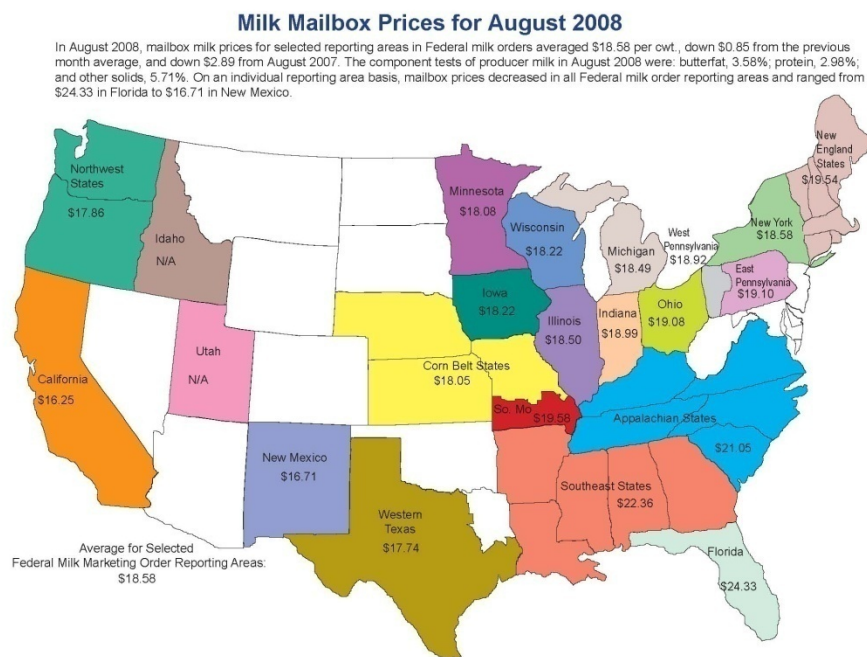 Milk Mailbox Prices for August 2008
In August 2008, mailbox milk prices for selected reporting areas in Federal milk orders averaged $18.58 per cwt., down $0.85 from the previous
month average, and down $2.89 from August 2007. The component tests of producer milk in August 2008 were: butterfat, 3.58%; protein, 2.98%;
and other solids, 5.71%. On an individual reporting area basis, mailbox prices decreased in all Federal milk order reporting areas and ranged from
$24.33 in Florida to $16.71 in New Mexico.
Northwest
States
$17.86
Idaho
N/A
Minnesota
$18.08
Wisconsin
$18.22
Michigan
$18.49
West
Pennsylvania
$18.92
New York
$18.58
New
England
States
$19.54
East
Pennsylvania
$19.10
Iowa
$18.22
Illinois
$18.50
Indiana
$18.99
Ohio
$19.08
Utah
N/A
California
$16.25
Corn Belt States
$18.05
So. Mo $19.58
Appalachian States
$21.05
New Mexico
$16.71
Southeast States
$22.36
Western
Texas
$17.74
Florida
$24.33
Average for Selected
Federal Milk Marketing Order Reporting Areas:
$18.58